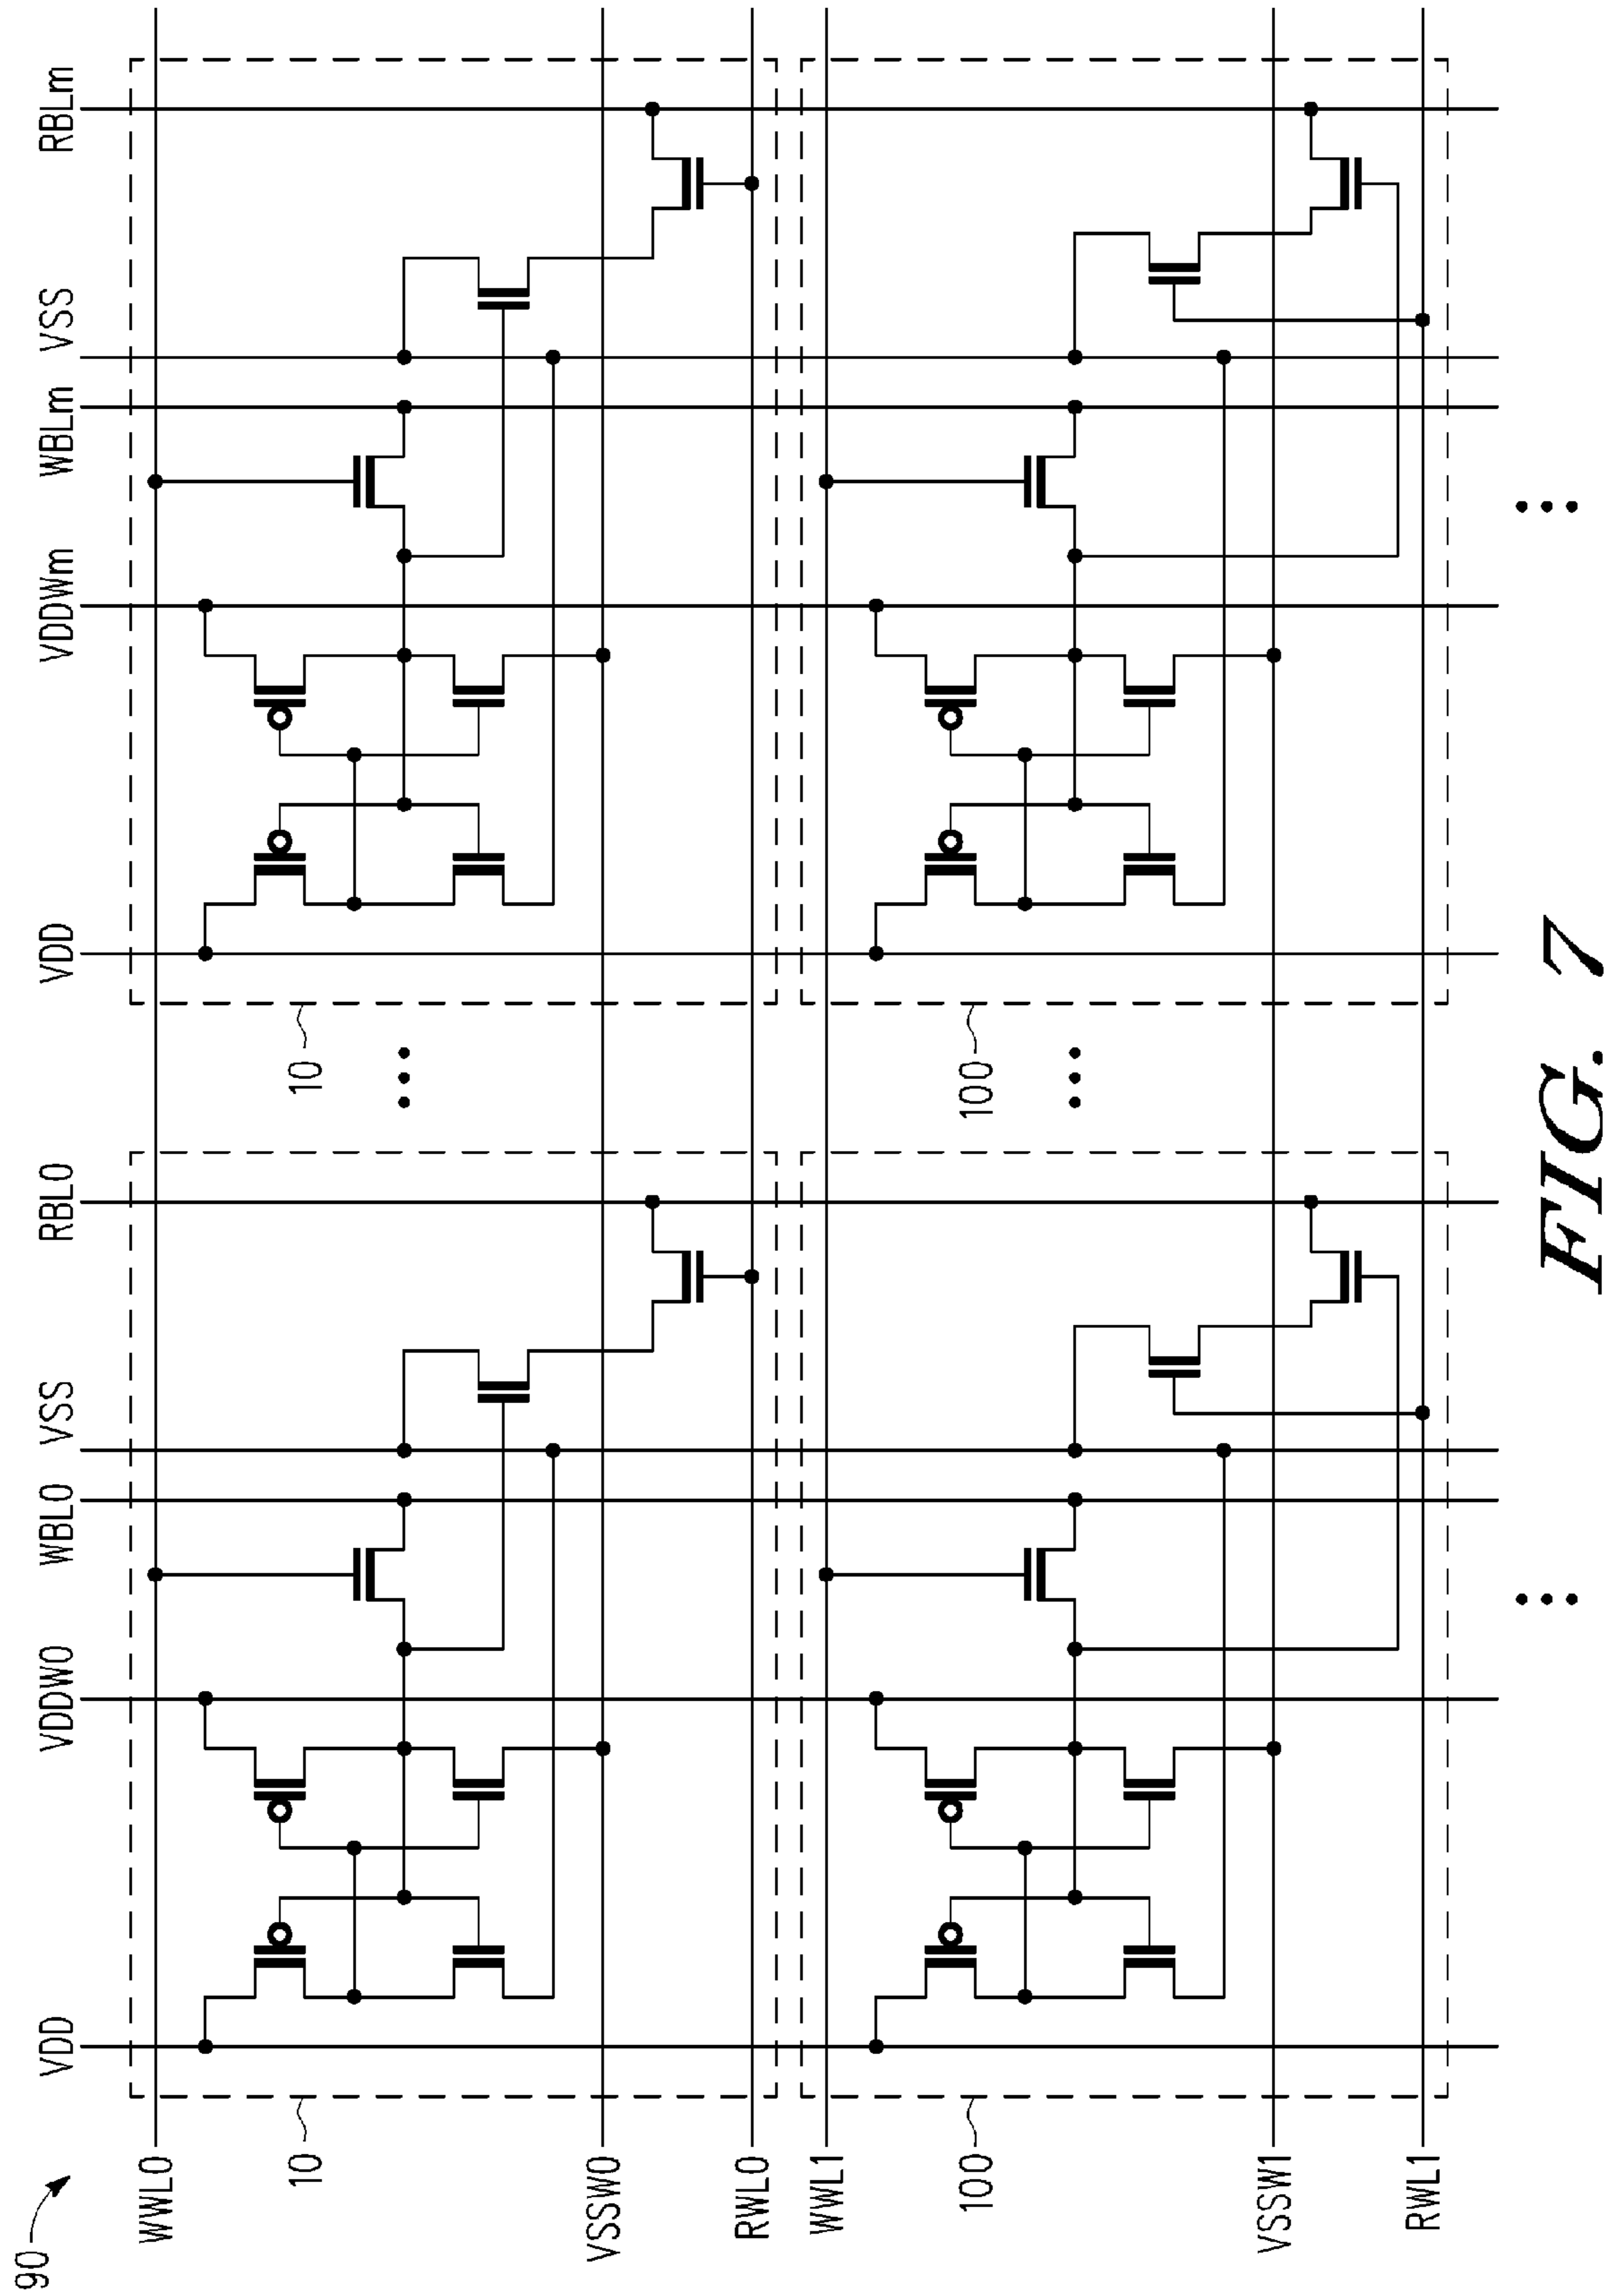 90
VDD
VDDW0
WBL0
VSS
RBL0
VDD
VDDWm
WBLm
VSS
RBLm
WWL0
10
10
VSSW0
RWL0
WWL1
100
100
VSSW1
RWL1
FIG. 7